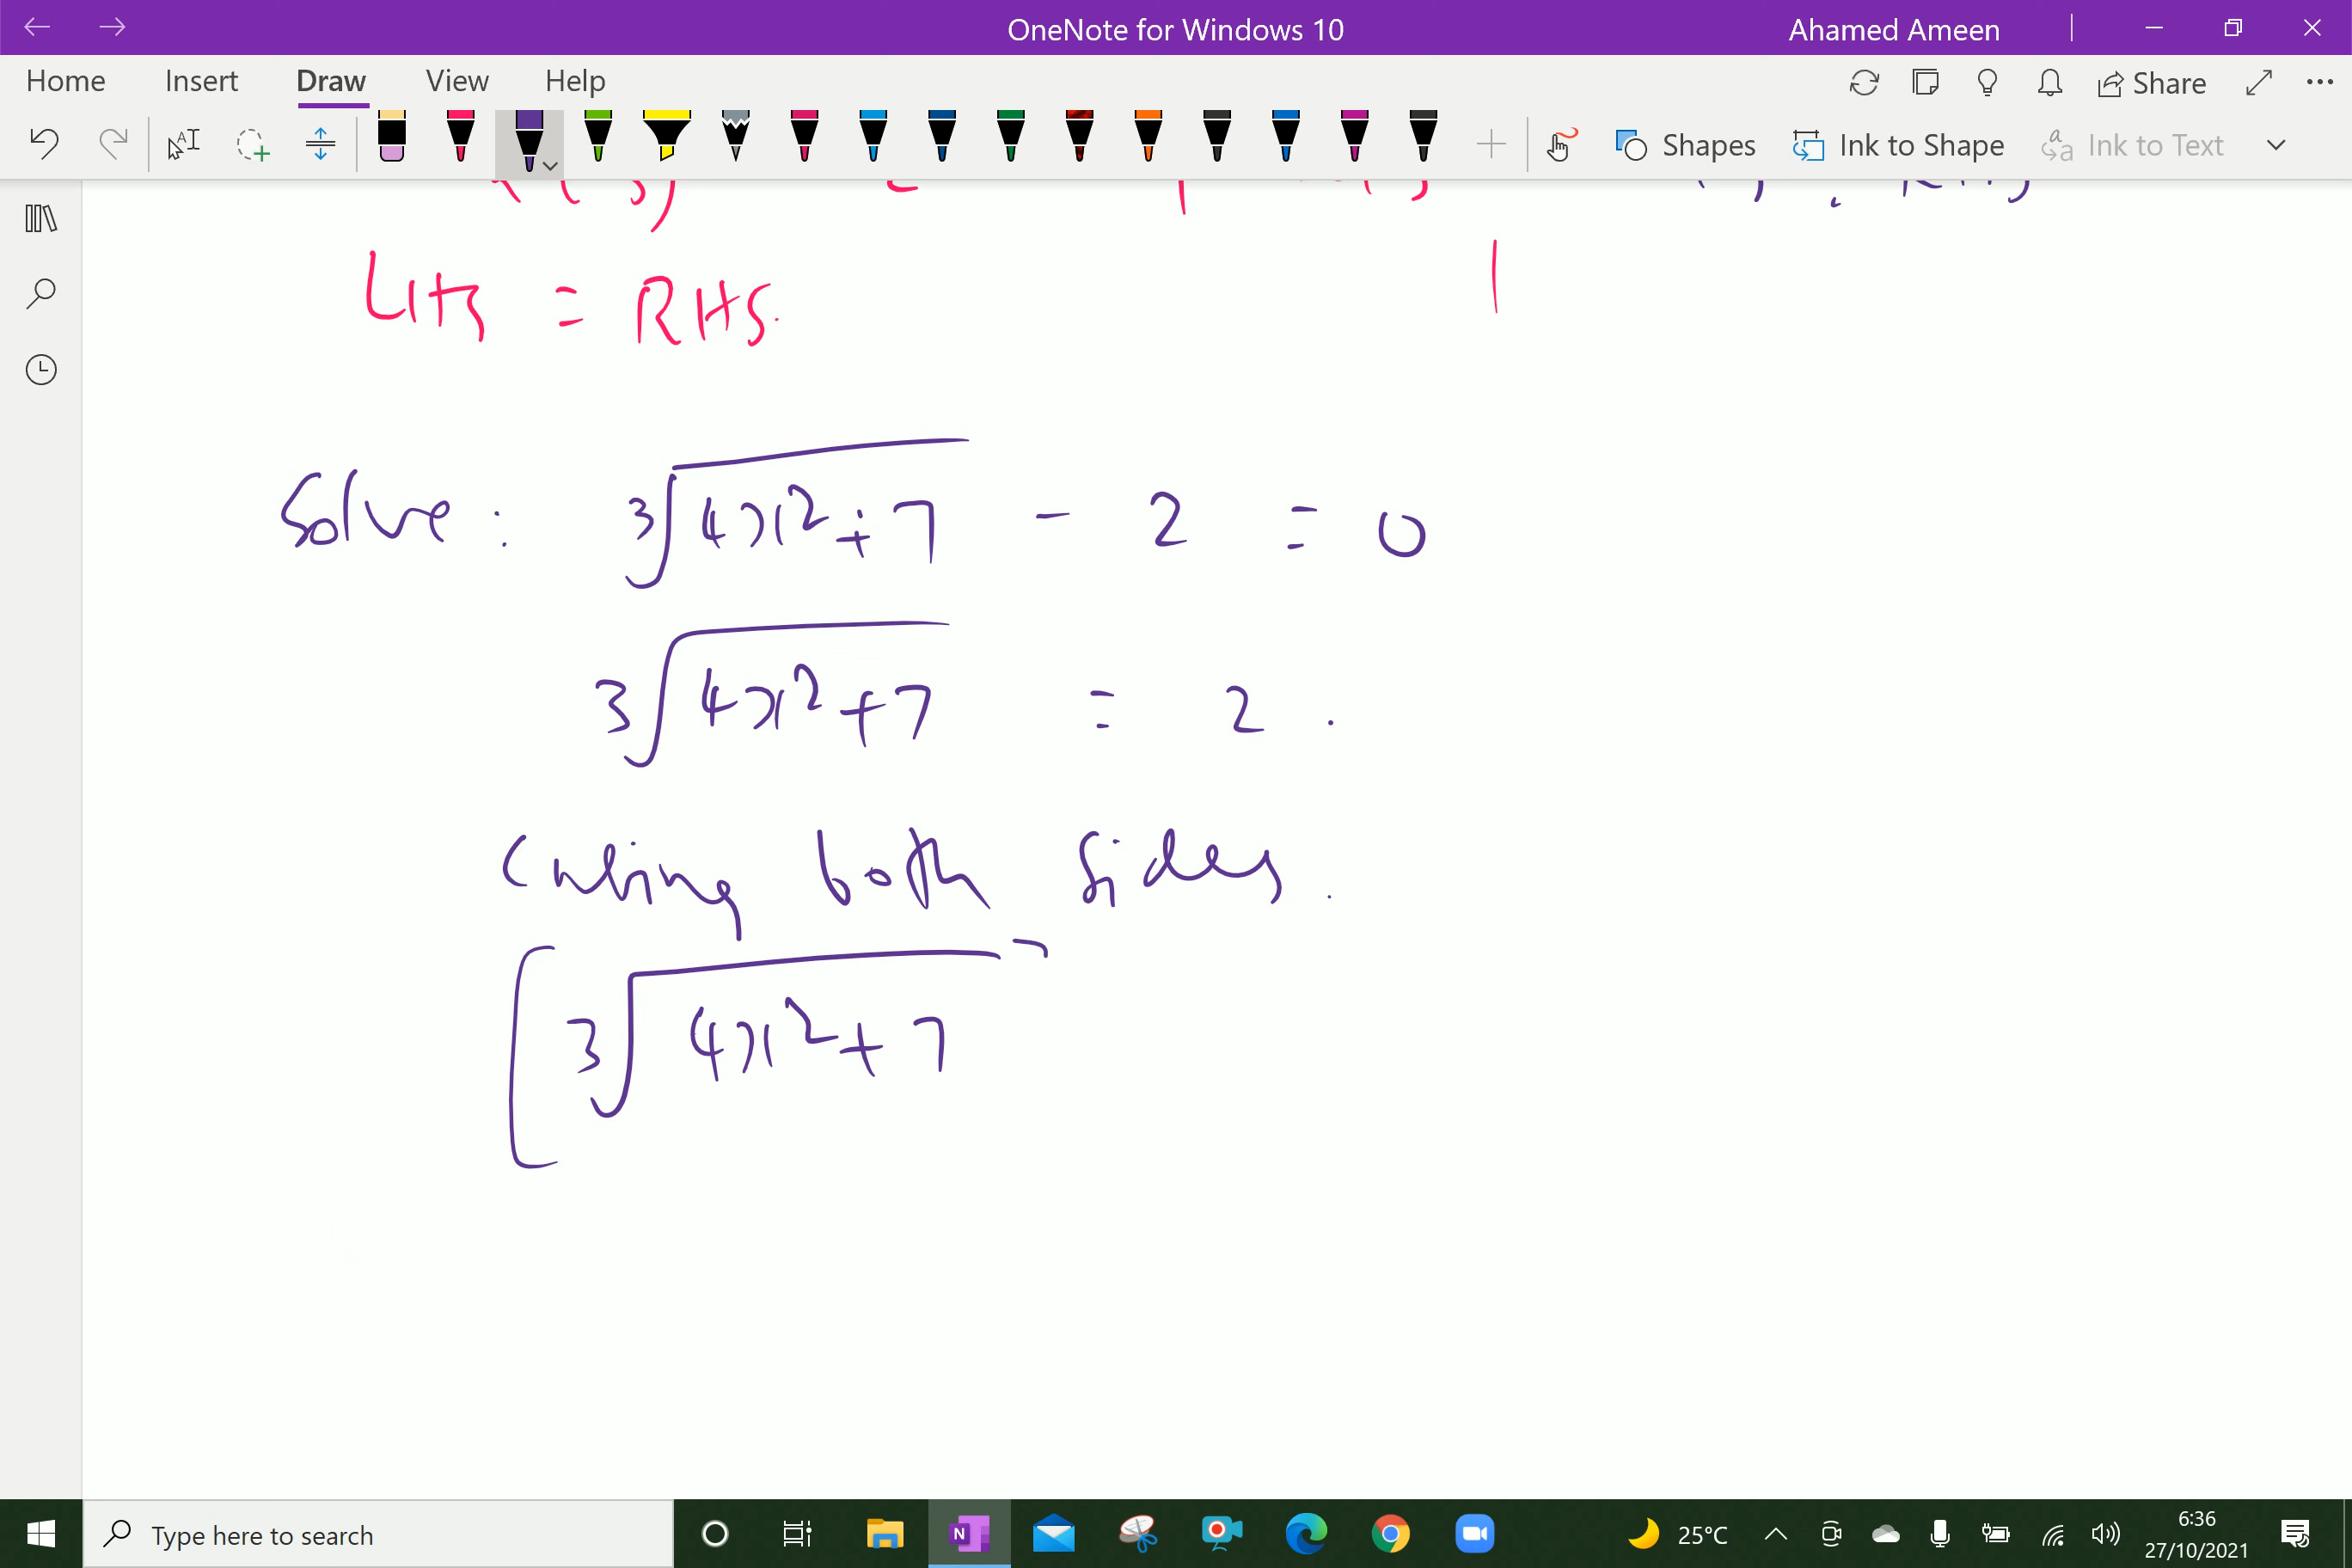 OneNote for Windows 10 Ahamed Ameen
Home Insert Draw View Help Share
Shapes Ink to Shape Ink to Text
LHS = RHS.
Solve: ∛(4x²+7) - 2 = 0
∛(4x²+7) = 2.
Cubing both sides.
[∛(4x²+7)
Type here to search 25°C 6:36
27/10/2021